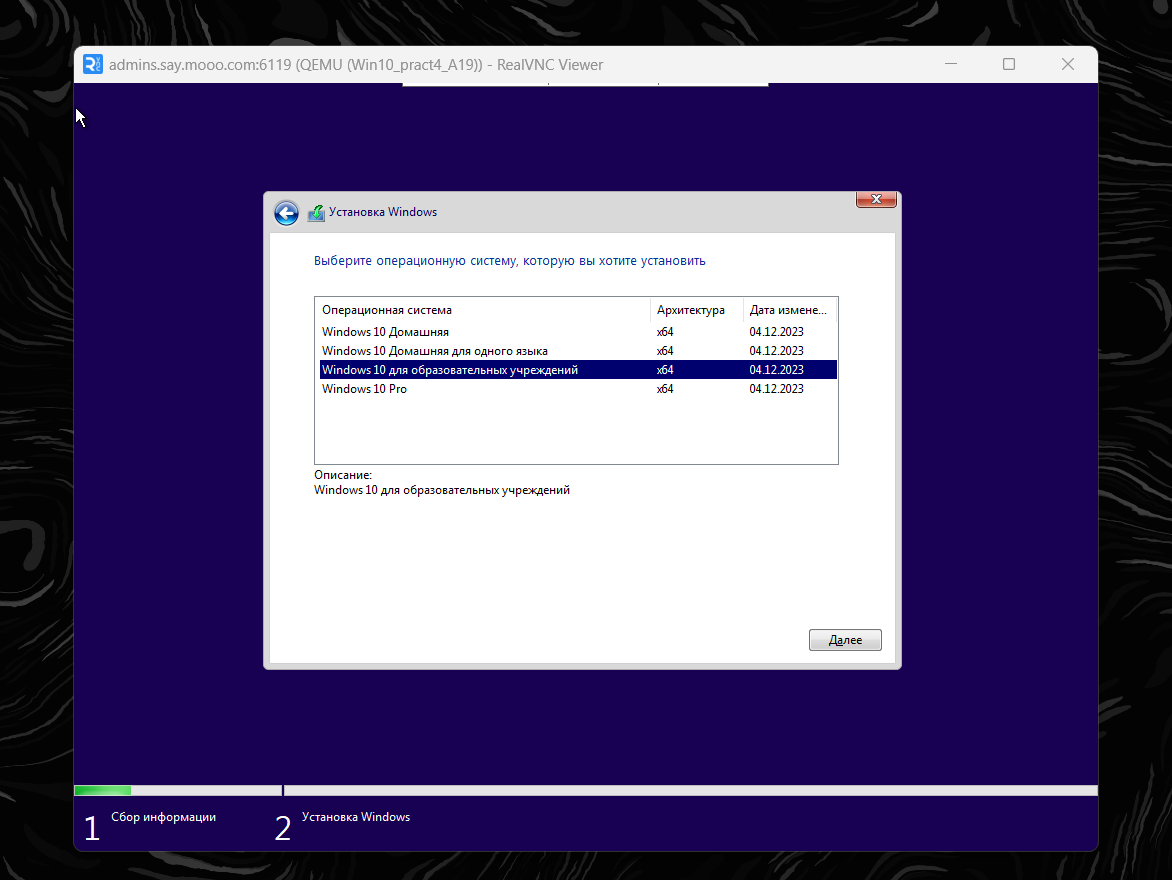 admins.say.mooo.com:6119 (QEMU (Win10_pract4_A19)) - RealVNC Viewer
Установка Windows
Выберите операционную систему, которую вы хотите установить
Операционная система Архитектура Дата измене...
Windows 10 Домашняя x64 04.12.2023
Windows 10 Домашняя для одного языка x64 04.12.2023
Windows 10 для образовательных учреждений x64 04.12.2023
Windows 10 Pro x64 04.12.2023
Описание:
Windows 10 для образовательных учреждений
Далее
1 Сбор информации 2 Установка Windows